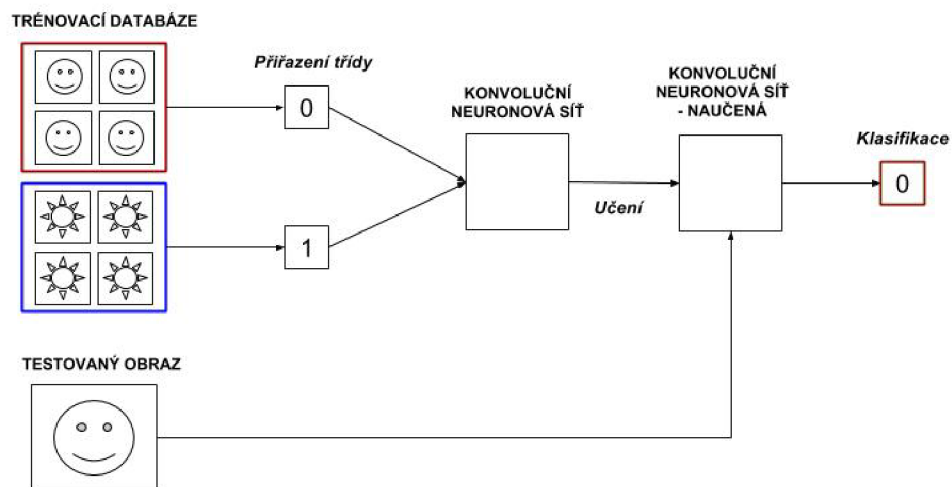 TRÉNOVACÍ DATABÁZE
Přiřazení třídy
0
1
KONVOLUČNÍ
NEURONOVÁ SÍŤ
Učení
KONVOLUČNÍ
NEURONOVÁ SÍŤ
- NAUČENÁ
Klasifikace
0
TESTOVANÝ OBRAZ